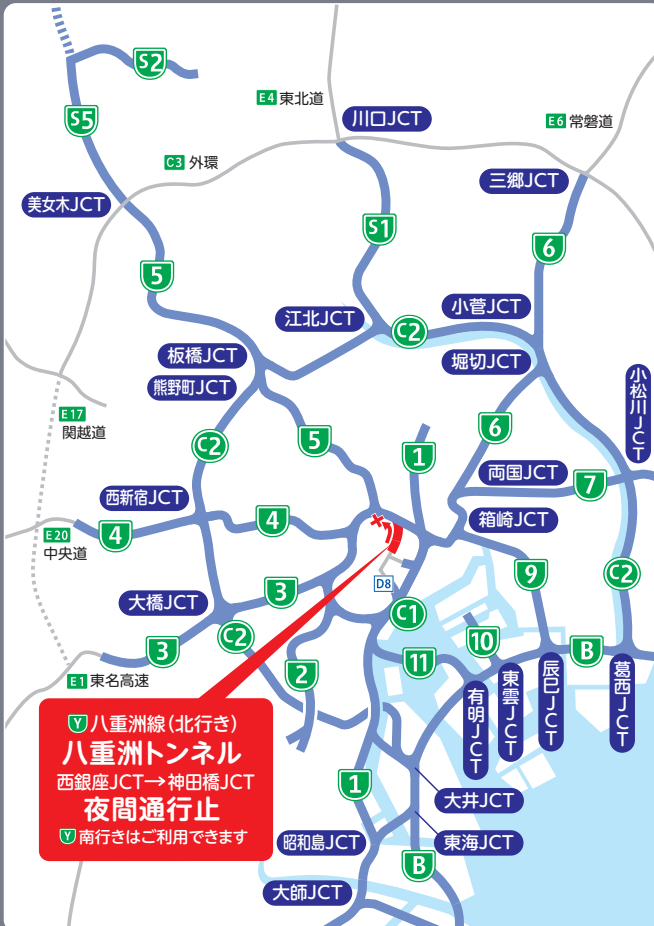 S2
E4 東北道
川口JCT
E6 常磐道
S5
C3 外環
三郷JCT
美女木JCT
S1
6
5
小菅JCT
江北JCT
C2
板橋JCT
堀切JCT
熊野町JCT
小松川JCT
E17
関越道
C2
5
1
6
両国JCT
7
西新宿JCT
4
4
箱崎JCT
E20
中央道
D8
9
C2
3
大橋JCT
C1
C2
3
11
10
B
E1 東名高速
2
有明JCT
東雲JCT
辰巳JCT
葛西JCT
Y 八重洲線(北行き)
八重洲トンネル
西銀座JCT→神田橋JCT
夜間通行止
Y 南行きはご利用できます
1
大井JCT
昭和島JCT
東海JCT
B
大師JCT